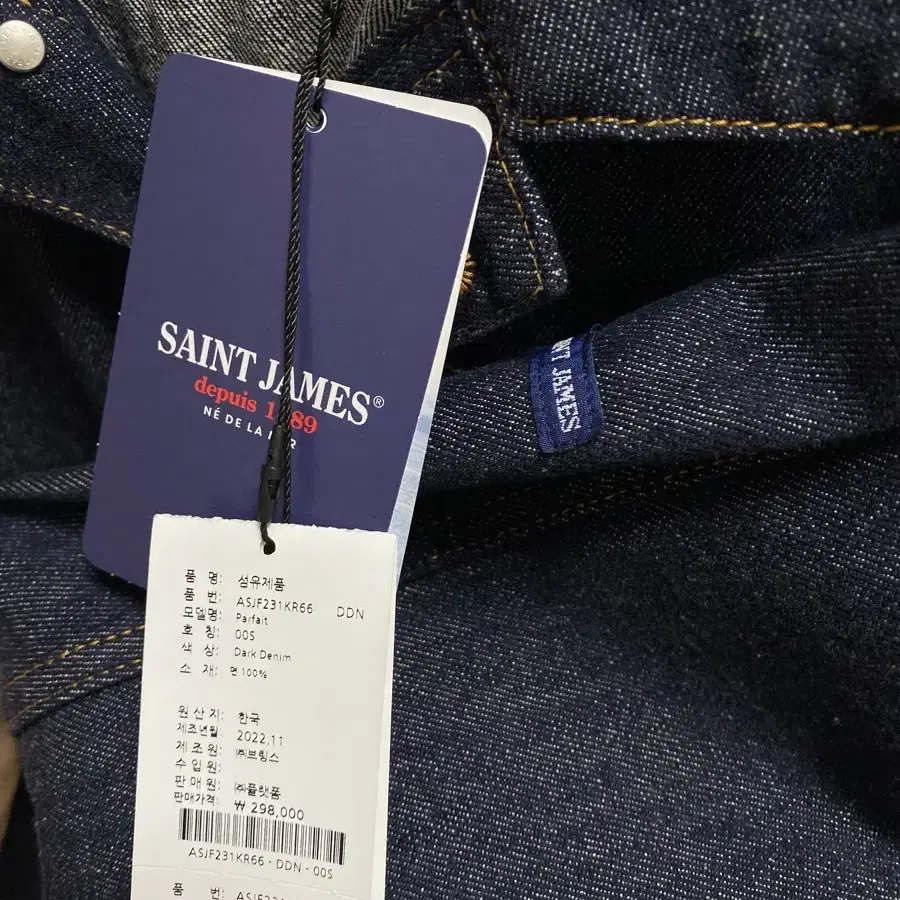 SAINT JAMES®
depuis 1889
NÉ DE LA MER
INT JAMES
품 명: 섬유제품
품 번: ASJF231KR66 DDN
모델명: Parfait
호 칭: 00S
색 상: Dark Denim
소 재: 면 100%
원 산 지: 한국
제조년월: 2022.11
제 조 원: ㈜브링스
수 입 원:
판 매 원: ㈜플랫폼
판매가격: ₩ 298,000
ASJF231KR66 - DDN - 00S
품 번: